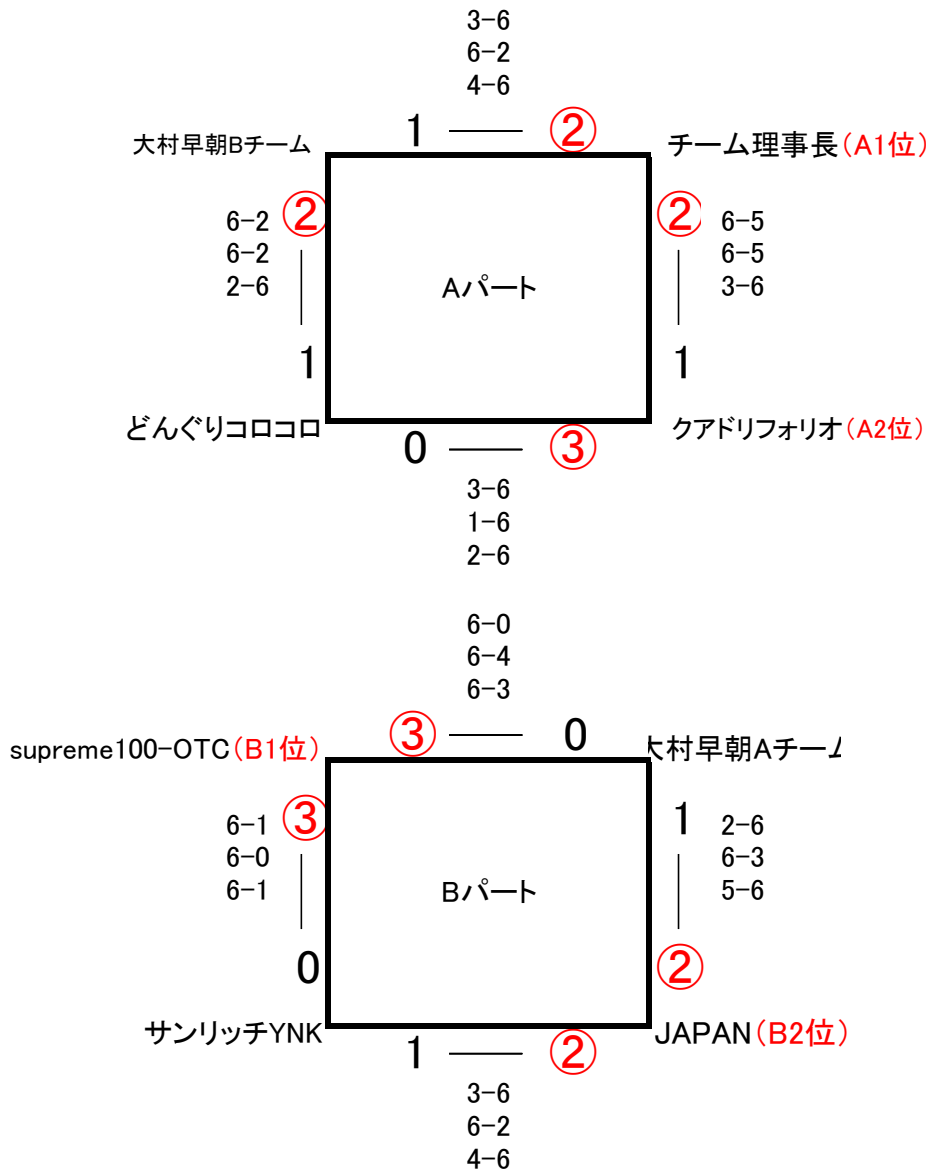 3-6
6-2
4-6
1 ― ②
大村早朝Bチーム
チーム理事長(A1位)
②
6-2
6-2
2-6
②
6-5
6-5
3-6
Aパート
1
1
どんぐりコロコロ
クアドリフォリオ(A2位)
0 ― ③
3-6
1-6
2-6
6-0
6-4
6-3
③ ― 0
supreme100-OTC(B1位)
大村早朝Aチーム
③
6-1
6-0
6-1
1
2-6
6-3
5-6
Bパート
0
②
サンリッチYNK
JAPAN(B2位)
1 ― ②
3-6
6-2
4-6